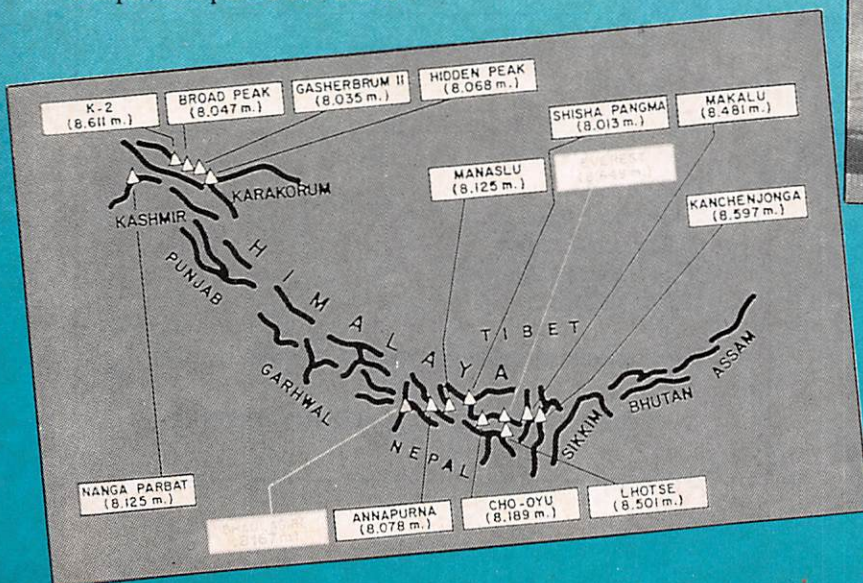 K-2
(8.611 m.)
BROAD PEAK
(8.047 m.)
GASHERBRUM II
(8.035 m.)
HIDDEN PEAK
(8.068 m.)
SHISHA PANGMA
(8.013 m.)
MAKALU
(8.481 m.)
MANASLU
(8.125 m.)
KANCHENJONGA
(8.597 m.)
KARAKORUM
KASHMIR
PUNJAB
HIMALAYA
TIBET
GARHWAL
NEPAL
SIKKIM
BHUTAN
ASSAM
NANGA PARBAT
(8.125 m.)
ANNAPURNA
(8.078 m.)
CHO-OYU
(8.189 m.)
LHOTSE
(8.501 m.)